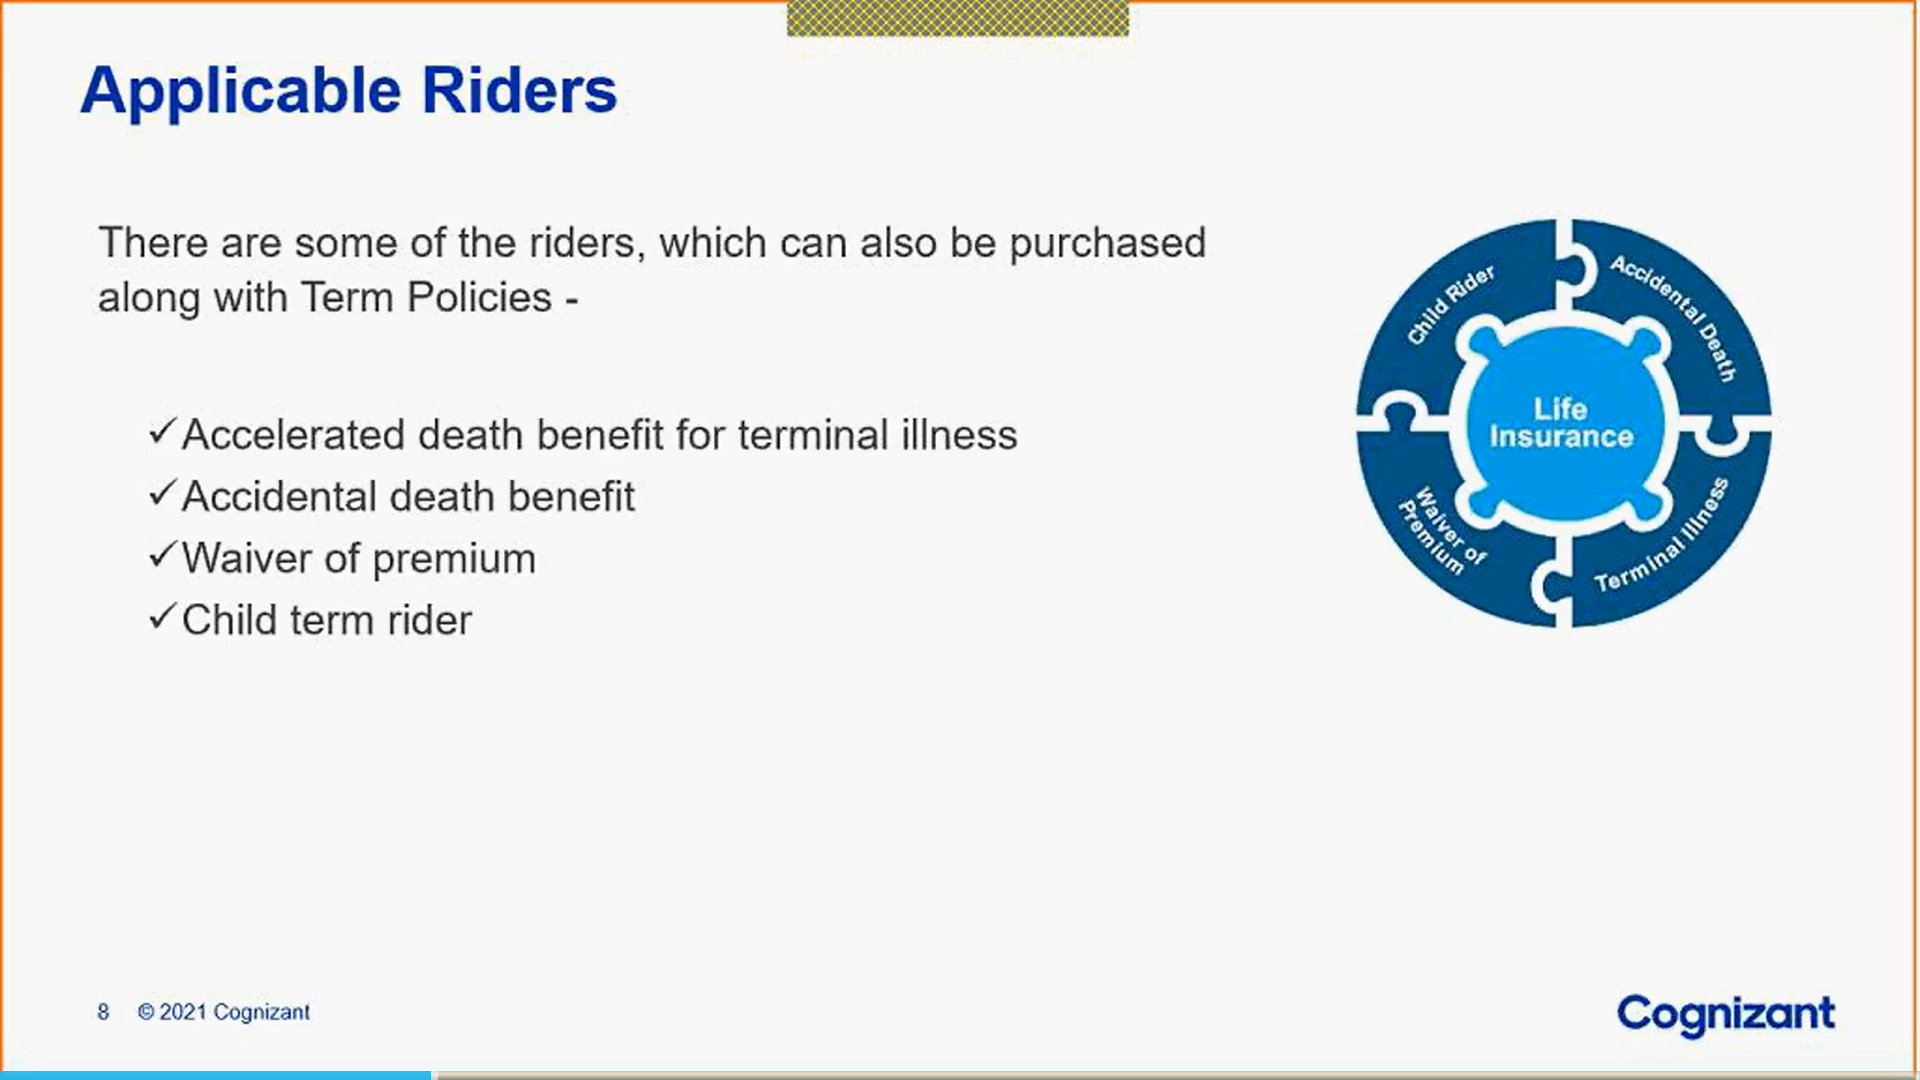 Applicable Riders
There are some of the riders, which can also be purchased
along with Term Policies -
✓Accelerated death benefit for terminal illness
✓Accidental death benefit
✓Waiver of premium
✓Child term rider
Child Rider
Accidental Death
Life
Insurance
Waiver of
Premium
Terminal Illness
8 © 2021 Cognizant
Cognizant